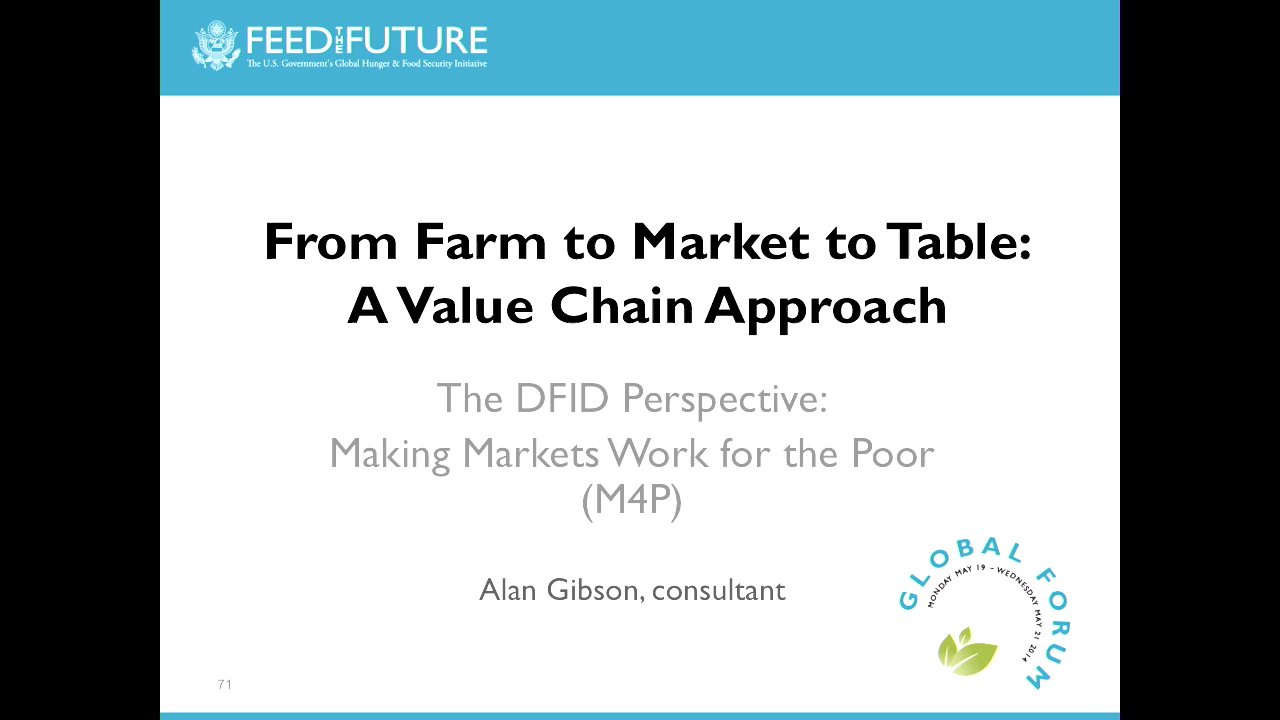 FEED THE FUTURE
The U.S. Government's Global Hunger & Food Security Initiative
From Farm to Market to Table:
A Value Chain Approach
The DFID Perspective:
Making Markets Work for the Poor
(M4P)
Alan Gibson, consultant
GLOBAL FORUM
MONDAY MAY 19 – WEDNESDAY MAY 21 2014
71